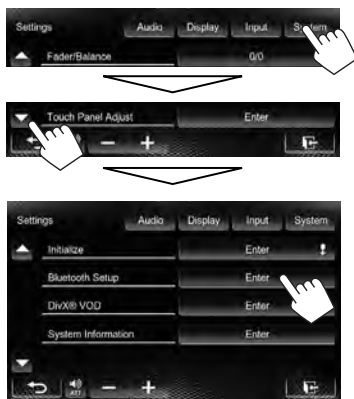 Settings Audio Display Input System
Fader/Balance 0/0
Touch Panel Adjust Enter
Settings Audio Display Input System
Initialize Enter
Bluetooth Setup Enter
DivX® VOD Enter
System Information Enter
ATT